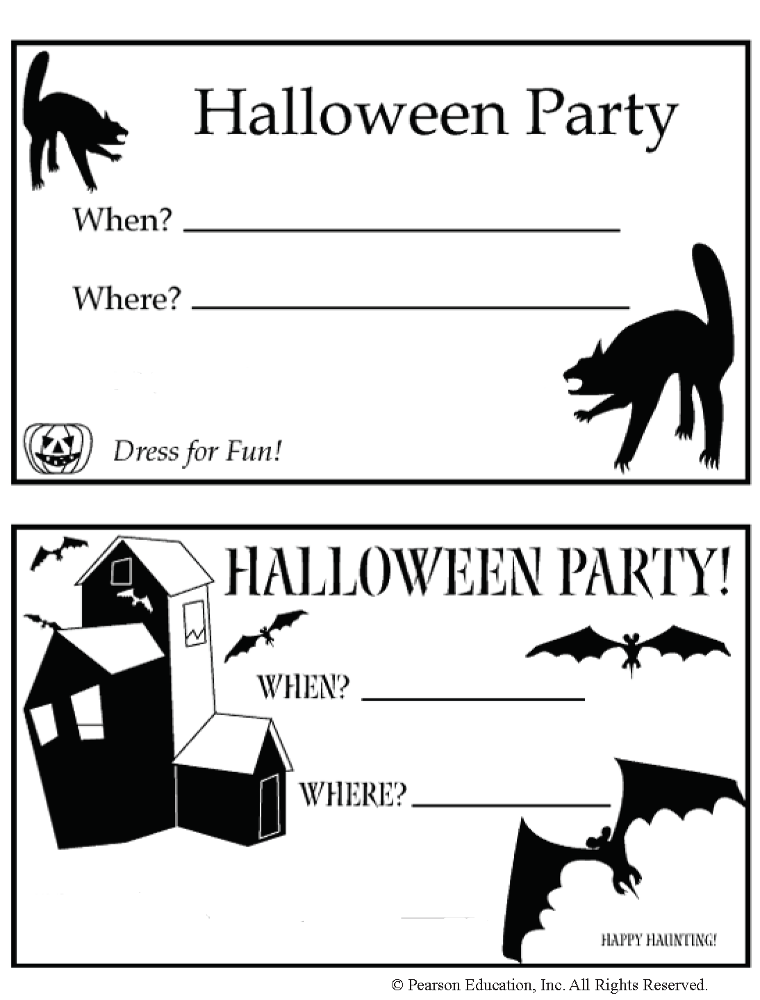 Halloween Party
When?
Where?
Dress for Fun!
HALLOWEEN PARTY!
WHEN?
WHERE?
HAPPY HAUNTING!
© Pearson Education, Inc. All Rights Reserved.